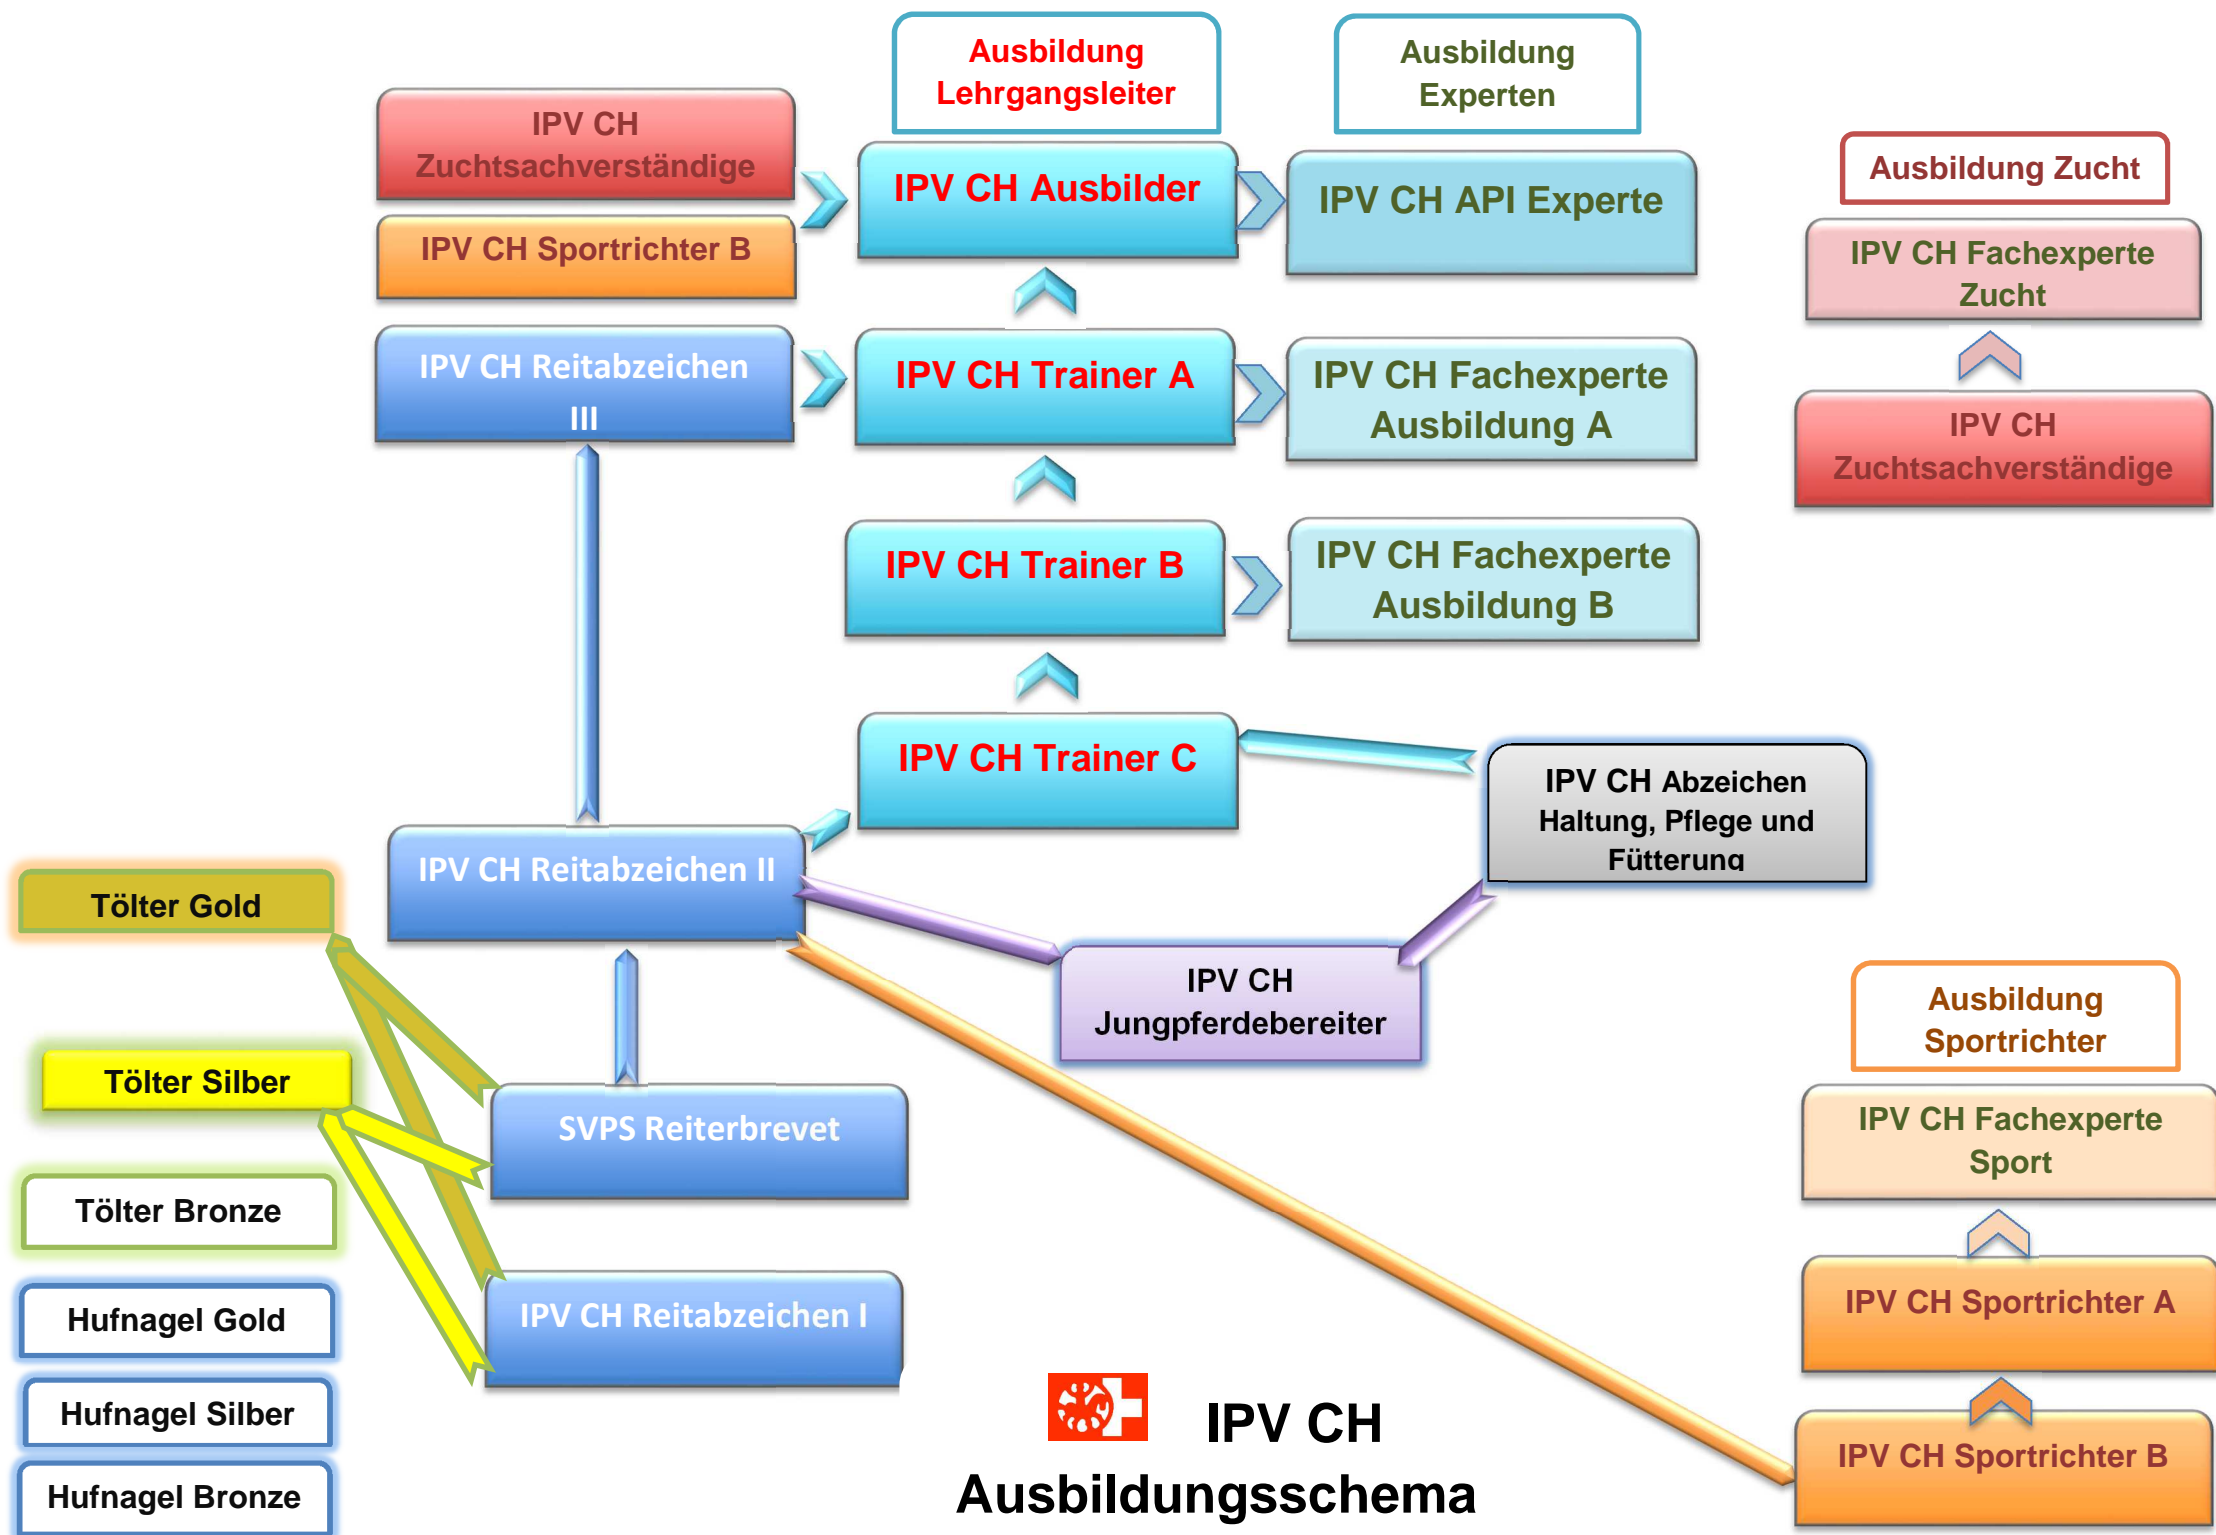 Ausbildung
Lehrgangsleiter
Ausbildung
Experten
IPV CH
Zuchtsachverständige
IPV CH Sportrichter B
IPV CH Ausbilder
IPV CH API Experte
Ausbildung Zucht
IPV CH Fachexperte
Zucht
IPV CH
Zuchtsachverständige
IPV CH Reitabzeichen
III
IPV CH Trainer A
IPV CH Fachexperte
Ausbildung A
IPV CH Trainer B
IPV CH Fachexperte
Ausbildung B
IPV CH Trainer C
IPV CH Abzeichen
Haltung, Pflege und
Fütterung
IPV CH Reitabzeichen II
IPV CH
Jungpferdebereiter
Tölter Gold
Tölter Silber
Tölter Bronze
Hufnagel Gold
Hufnagel Silber
Hufnagel Bronze
SVPS Reiterbrevet
IPV CH Reitabzeichen I
Ausbildung
Sportrichter
IPV CH Fachexperte
Sport
IPV CH Sportrichter A
IPV CH Sportrichter B
IPV CH
Ausbildungsschema